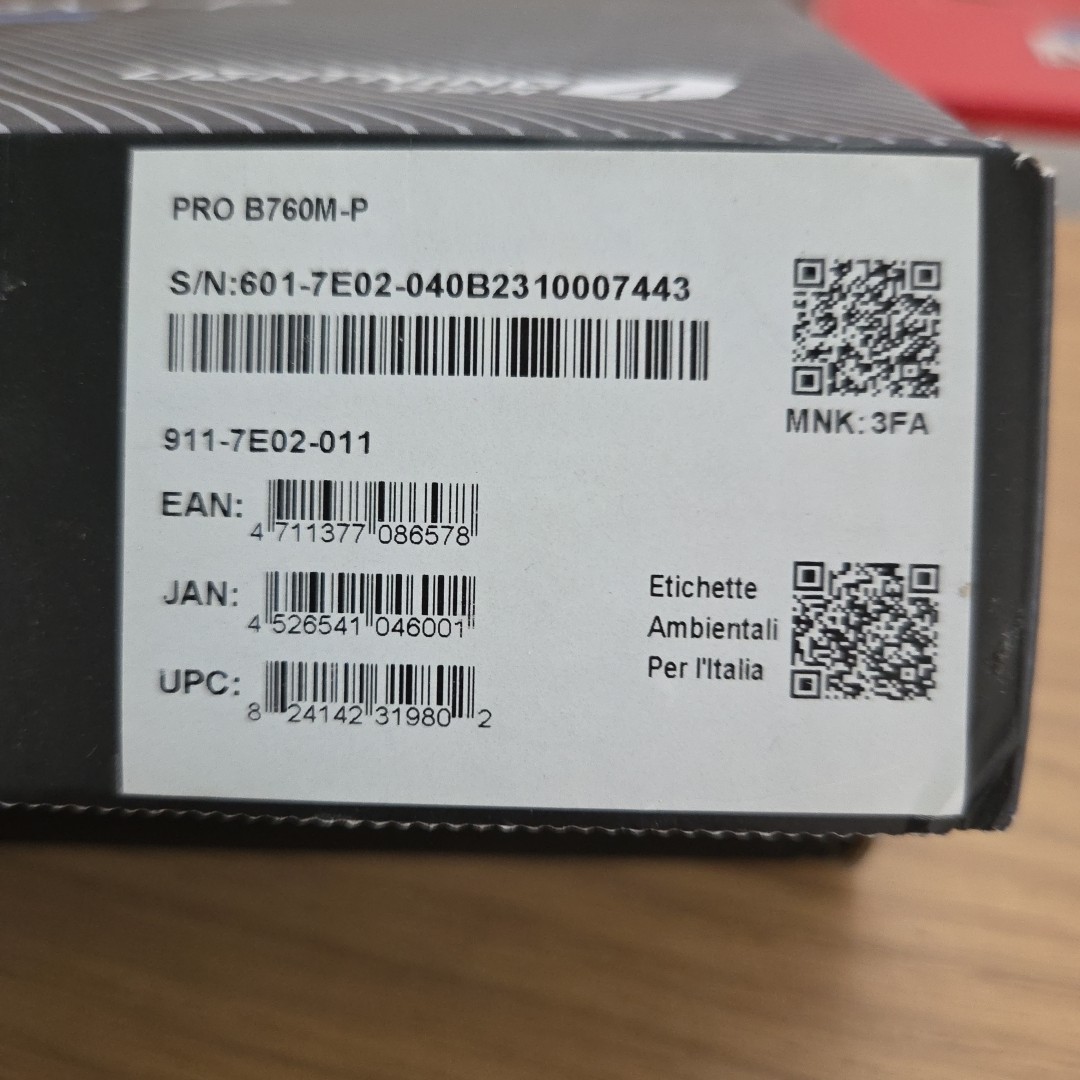 PRO B760M-P
S/N:601-7E02-040B2310007443
MNK:3FA
911-7E02-011
EAN:
4 711377 086578
JAN:
4 526541 046001
UPC:
8 24142 31980 2
Etichette
Ambientali
Per l'Italia